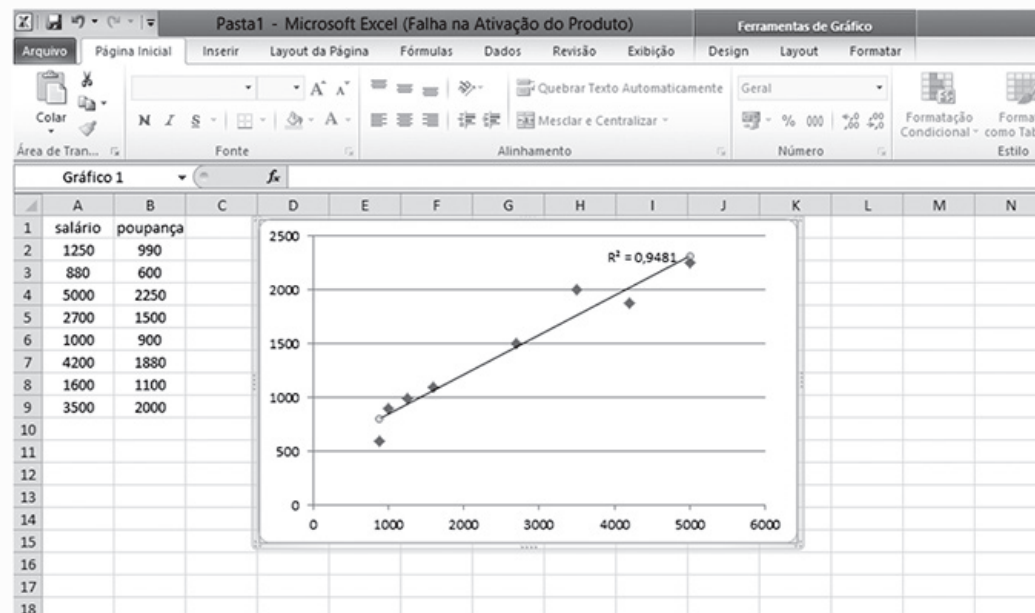 Pasta1 - Microsoft Excel (Falha na Ativação do Produto)
Ferramentas de Gráfico
Arquivo Página Inicial Inserir Layout da Página Fórmulas Dados Revisão Exibição Design Layout Formatar
Quebrar Texto Automaticamente Geral
Colar N I S A Mesclar e Centralizar % 000
Formatação Condicional
Área de Tran... Fonte Alinhamento Número Estilo
Gráfico 1 fx
A B C D E F G H I J K L M N
1 salário poupança
2 1250 990
3 880 600
4 5000 2250
5 2700 1500
6 1000 900
7 4200 1880
8 1600 1100
9 3500 2000
10
11
12
13
14
15
16
17
18
2500
R² = 0,9481
2000
1500
1000
500
0
0 1000 2000 3000 4000 5000 6000